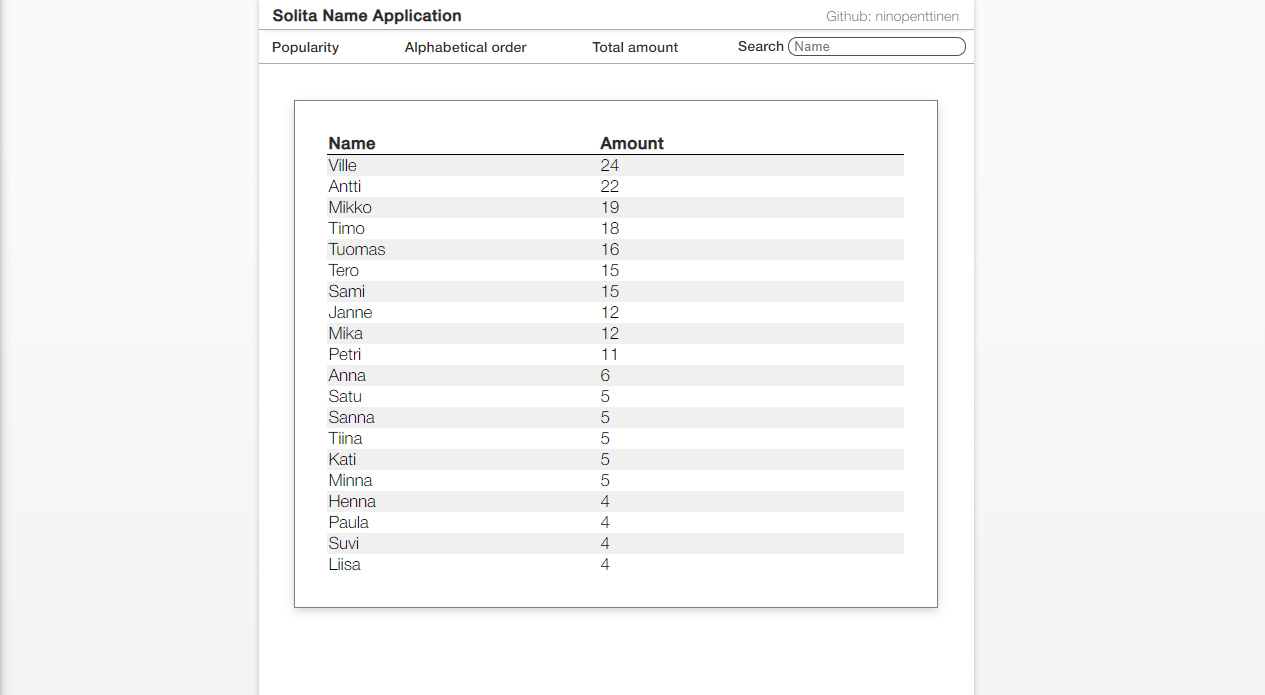 Solita Name Application Github: ninopenttinen
Popularity Alphabetical order Total amount Search Name
Name Amount
Ville 24
Antti 22
Mikko 19
Timo 18
Tuomas 16
Tero 15
Sami 15
Janne 12
Mika 12
Petri 11
Anna 6
Satu 5
Sanna 5
Tiina 5
Kati 5
Minna 5
Henna 4
Paula 4
Suvi 4
Liisa 4